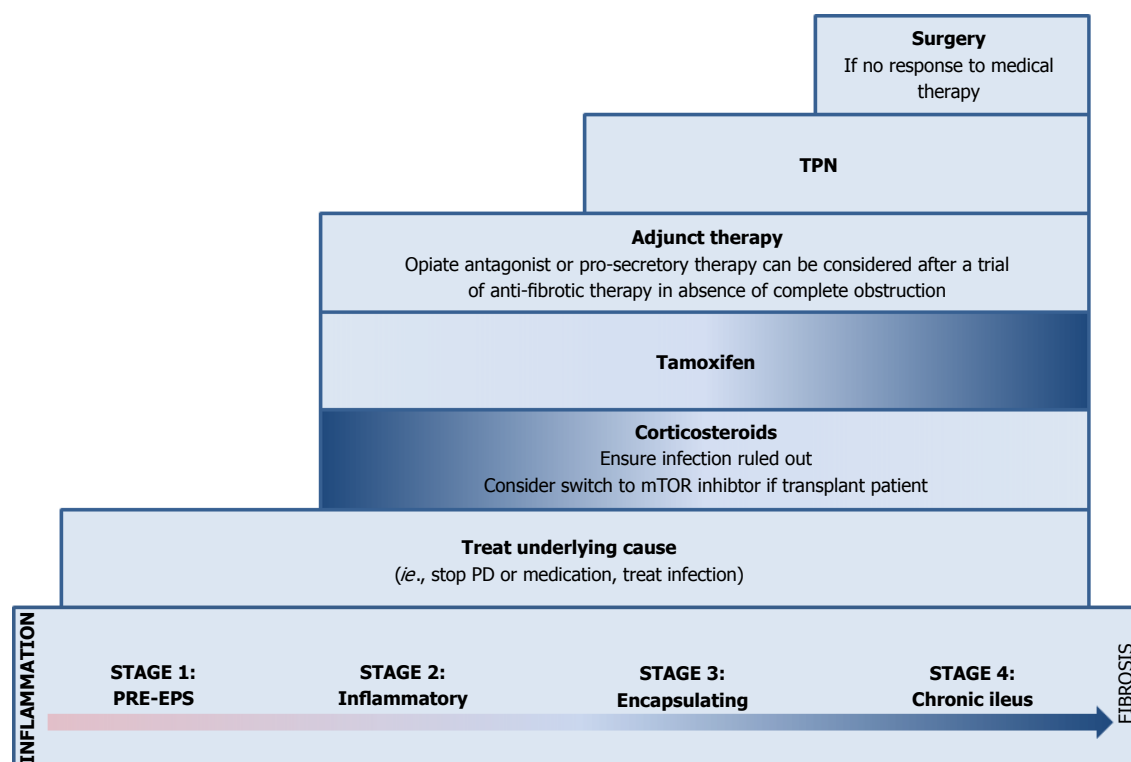 Surgery
If no response to medical
therapy
TPN
Adjunct therapy
Opiate antagonist or pro-secretory therapy can be considered after a trial
of anti-fibrotic therapy in absence of complete obstruction
Tamoxifen
Corticosteroids
Ensure infection ruled out
Consider switch to mTOR inhibtor if transplant patient
Treat underlying cause
(ie., stop PD or medication, treat infection)
INFLAMMATION
STAGE 1:
PRE-EPS
STAGE 2:
Inflammatory
STAGE 3:
Encapsulating
STAGE 4:
Chronic ileus
FIBROSIS